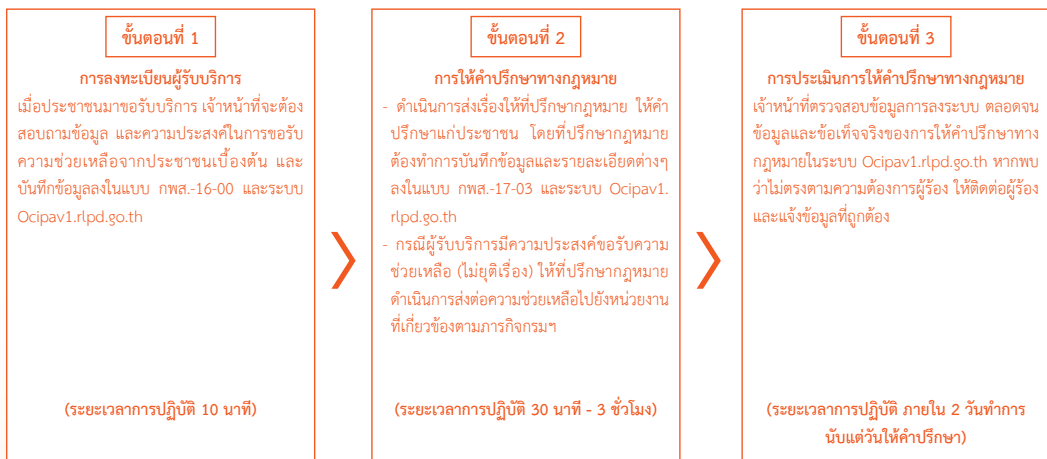 ขั้นตอนที่ 1
การลงทะเบียนผู้รับบริการ
เมื่อประชาชนมาขอรับบริการ เจ้าหน้าที่จะต้อง
สอบถามข้อมูล และความประสงค์ในการขอรับ
ความช่วยเหลือจากประชาชนเบื้องต้น และ
บันทึกข้อมูลลงในแบบ กพส.-16-00 และระบบ
Ocipav1.rlpd.go.th
(ระยะเวลาการปฏิบัติ 10 นาที)
ขั้นตอนที่ 2
การให้คำปรึกษาทางกฎหมาย
- ดำเนินการส่งเรื่องให้ที่ปรึกษากฎหมาย ให้คำ
ปรึกษาแก่ประชาชน โดยที่ปรึกษากฎหมาย
ต้องทำการบันทึกข้อมูลและรายละเอียดต่างๆ
ลงในแบบ กพส.-17-03 และระบบ Ocipav1.
rlpd.go.th
- กรณีผู้รับบริการมีความประสงค์ขอรับความ
ช่วยเหลือ (ไม่ยุติเรื่อง) ให้ที่ปรึกษากฎหมาย
ดำเนินการส่งต่อความช่วยเหลือไปยังหน่วยงาน
ที่เกี่ยวข้องตามภารกิจกรมฯ
(ระยะเวลาการปฏิบัติ 30 นาที - 3 ชั่วโมง)
ขั้นตอนที่ 3
การประเมินการให้คำปรึกษาทางกฎหมาย
เจ้าหน้าที่ตรวจสอบข้อมูลการลงระบบ ตลอดจน
ข้อมูลและข้อเท็จจริงของการให้คำปรึกษาทาง
กฎหมายในระบบ Ocipav1.rlpd.go.th หากพบ
ว่าไม่ตรงตามความต้องการผู้ร้อง ให้ติดต่อผู้ร้อง
และแจ้งข้อมูลที่ถูกต้อง
(ระยะเวลาการปฏิบัติ ภายใน 2 วันทำการ
นับแต่วันให้คำปรึกษา)